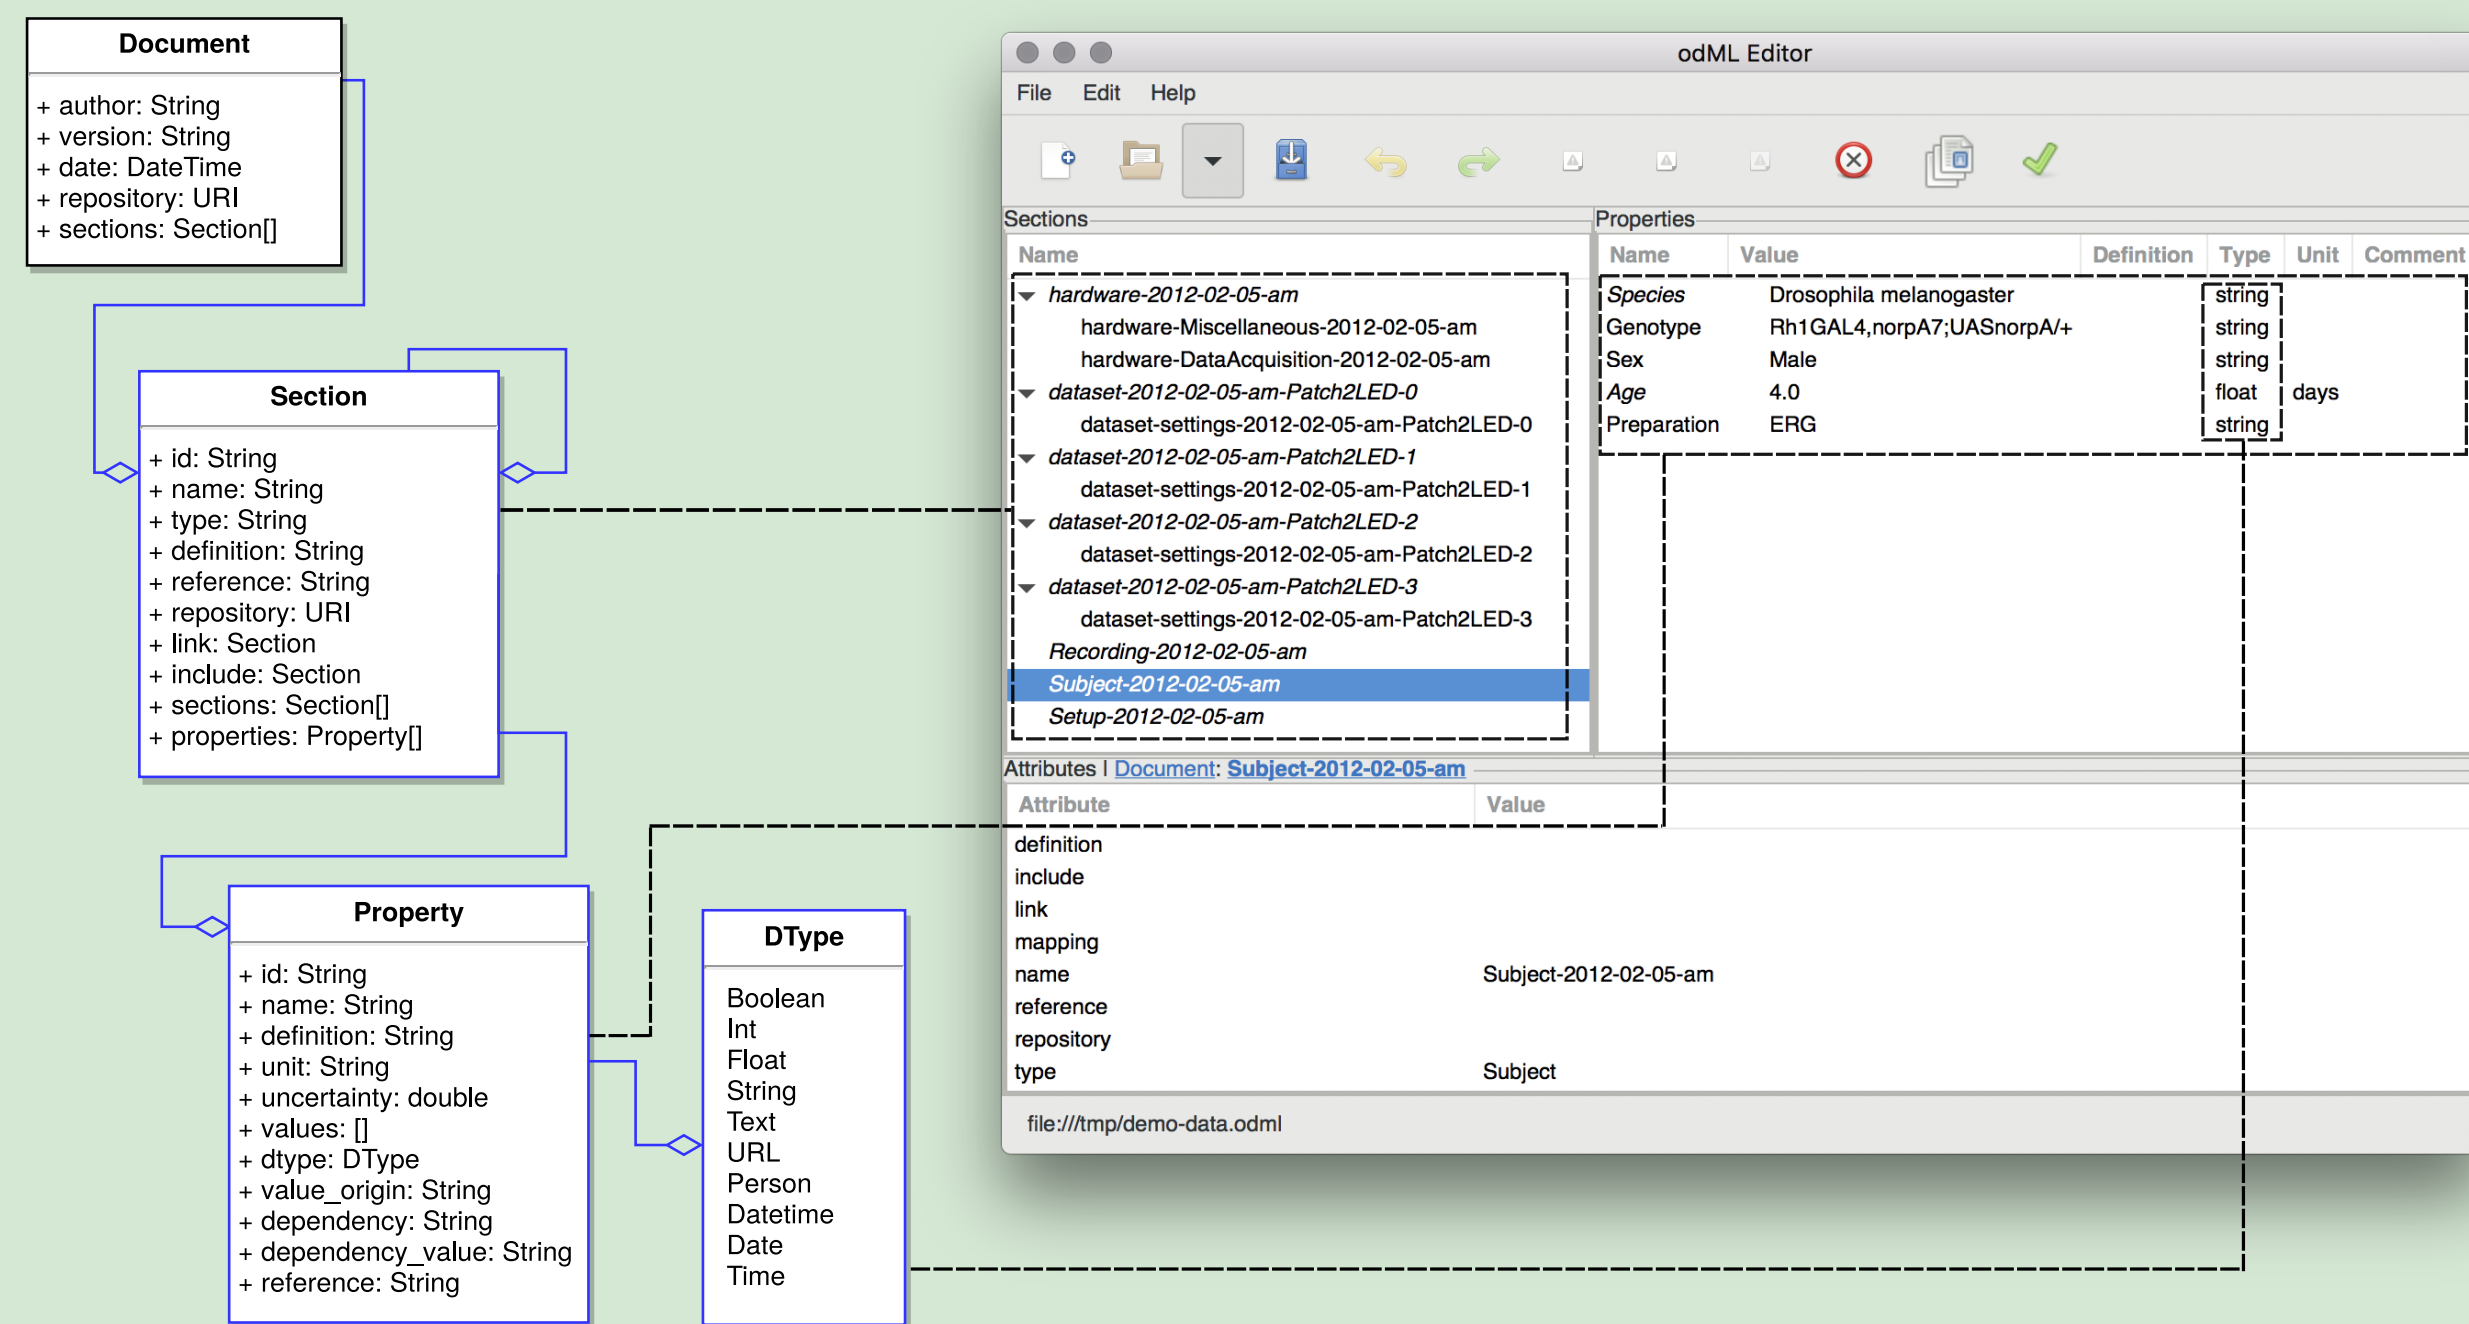 Document
+ author: String
+ version: String
+ date: DateTime
+ repository: URI
+ sections: Section[]
Section
+ id: String
+ name: String
+ type: String
+ definition: String
+ reference: String
+ repository: URI
+ link: Section
+ include: Section
+ sections: Section[]
+ properties: Property[]
Property
+ id: String
+ name: String
+ definition: String
+ unit: String
+ uncertainty: double
+ values: []
+ dtype: DType
+ value_origin: String
+ dependency: String
+ dependency_value: String
+ reference: String
DType
Boolean
Int
Float
String
Text
URL
Person
Datetime
Date
Time
odML Editor
File Edit Help
Sections
Name
hardware-2012-02-05-am
hardware-Miscellaneous-2012-02-05-am
hardware-DataAcquisition-2012-02-05-am
dataset-2012-02-05-am-Patch2LED-0
dataset-settings-2012-02-05-am-Patch2LED-0
dataset-2012-02-05-am-Patch2LED-1
dataset-settings-2012-02-05-am-Patch2LED-1
dataset-2012-02-05-am-Patch2LED-2
dataset-settings-2012-02-05-am-Patch2LED-2
dataset-2012-02-05-am-Patch2LED-3
dataset-settings-2012-02-05-am-Patch2LED-3
Recording-2012-02-05-am
Subject-2012-02-05-am
Setup-2012-02-05-am
Properties
Name Value Definition Type Unit Comment
Species Drosophila melanogaster string
Genotype Rh1GAL4,norpA7;UASnorpA/+ string
Sex Male string
Age 4.0 float days
Preparation ERG string
Attributes | Document: Subject-2012-02-05-am
Attribute Value
definition
include
link
mapping
name Subject-2012-02-05-am
reference
repository
type Subject
file:///tmp/demo-data.odml